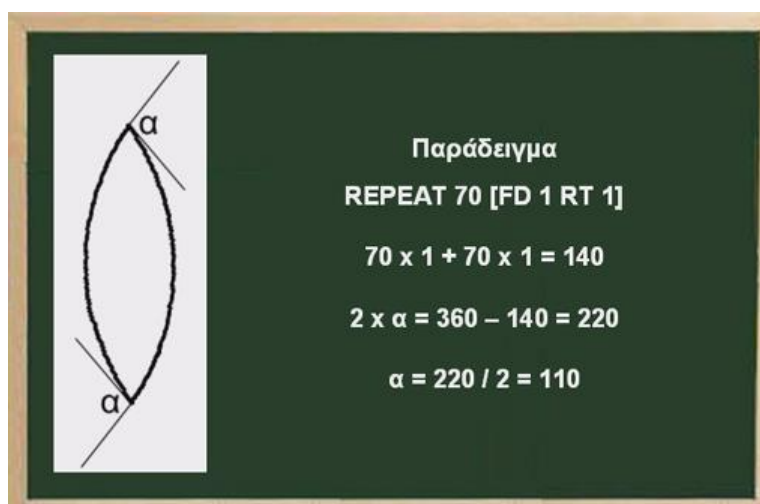 α
α
Παράδειγμα
REPEAT 70 [FD 1 RT 1]
70 x 1 + 70 x 1 = 140
2 x α = 360 – 140 = 220
α = 220 / 2 = 110